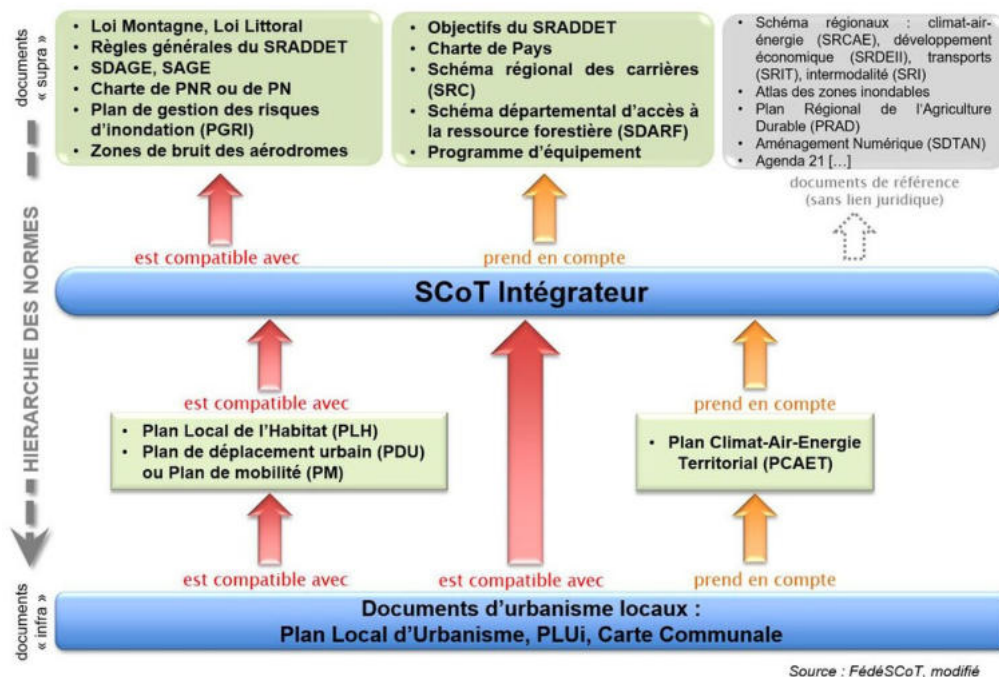 documents
« supra »
• Loi Montagne, Loi Littoral
• Règles générales du SRADDET
• SDAGE, SAGE
• Charte de PNR ou de PN
• Plan de gestion des risques
d'inondation (PGRI)
• Zones de bruit des aérodromes
• Objectifs du SRADDET
• Charte de Pays
• Schéma régional des carrières
(SRC)
• Schéma départemental d'accès à
la ressource forestière (SDARF)
• Programme d'équipement
• Schéma régionaux : climat-air-
énergie (SRCAE), développement
économique (SRDEII), transports
(SRIT), intermodalité (SRI)
• Atlas des zones inondables
• Plan Régional de l'Agriculture
Durable (PRAD)
• Aménagement Numérique (SDTAN)
• Agenda 21 [...]
documents de référence
(sans lien juridique)
est compatible avec
prend en compte
SCoT Intégrateur
HIERARCHIE DES NORMES
est compatible avec
prend en compte
• Plan Local de l'Habitat (PLH)
• Plan de déplacement urbain (PDU)
ou Plan de mobilité (PM)
• Plan Climat-Air-Energie
Territorial (PCAET)
est compatible avec
est compatible avec
prend en compte
documents
« infra »
Documents d'urbanisme locaux :
Plan Local d'Urbanisme, PLUi, Carte Communale
Source : FédéSCoT, modifié